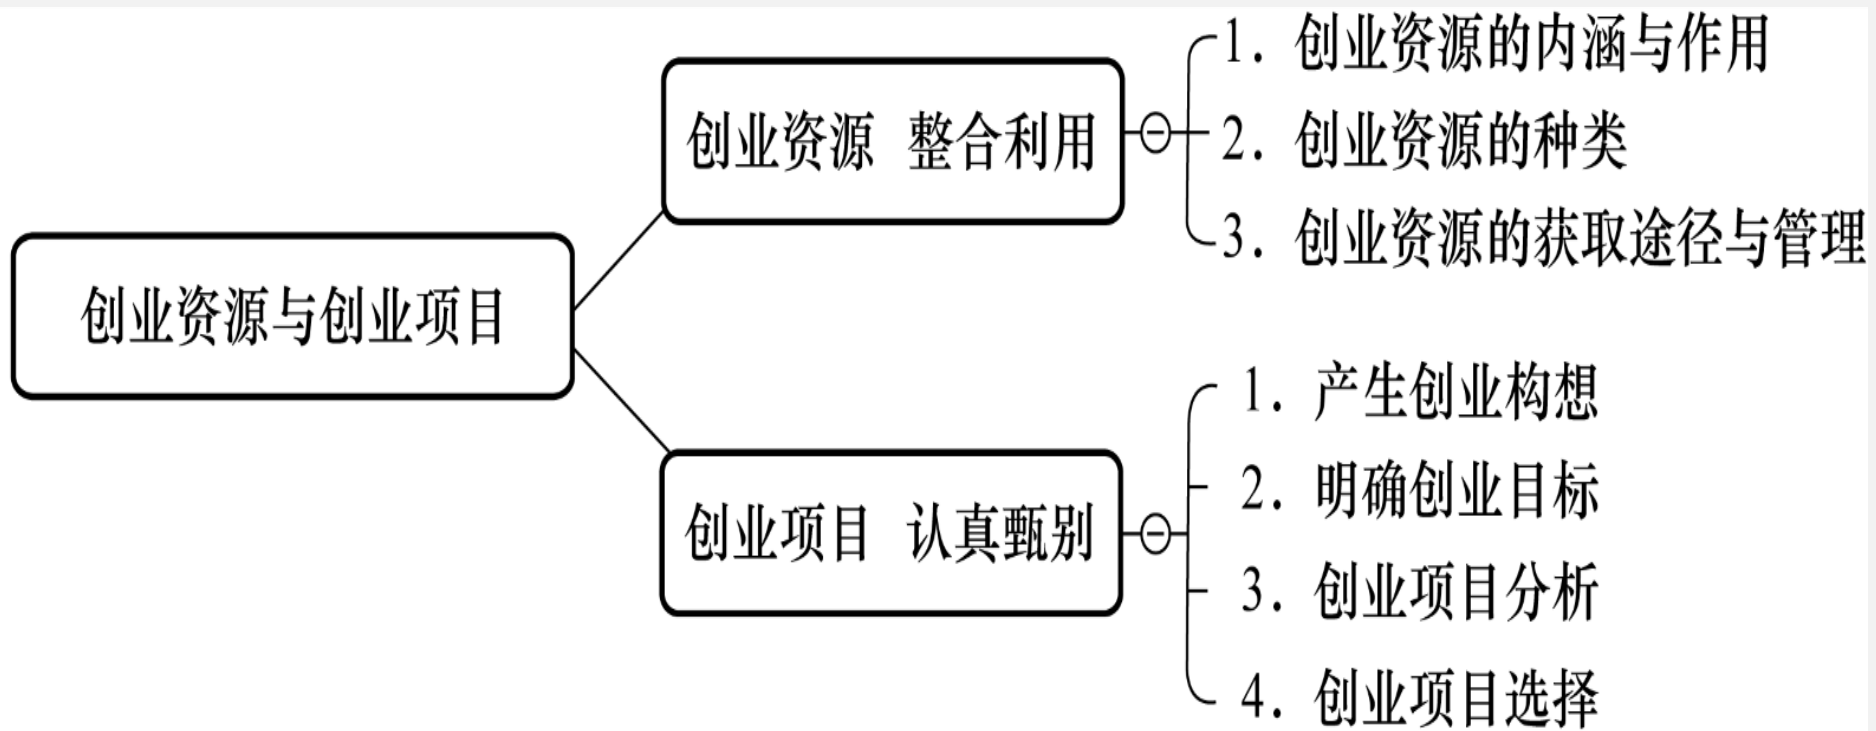 创业资源与创业项目
创业资源 整合利用
1. 创业资源的内涵与作用
2. 创业资源的种类
3. 创业资源的获取途径与管理
创业项目 认真甄别
1. 产生创业构想
2. 明确创业目标
3. 创业项目分析
4. 创业项目选择